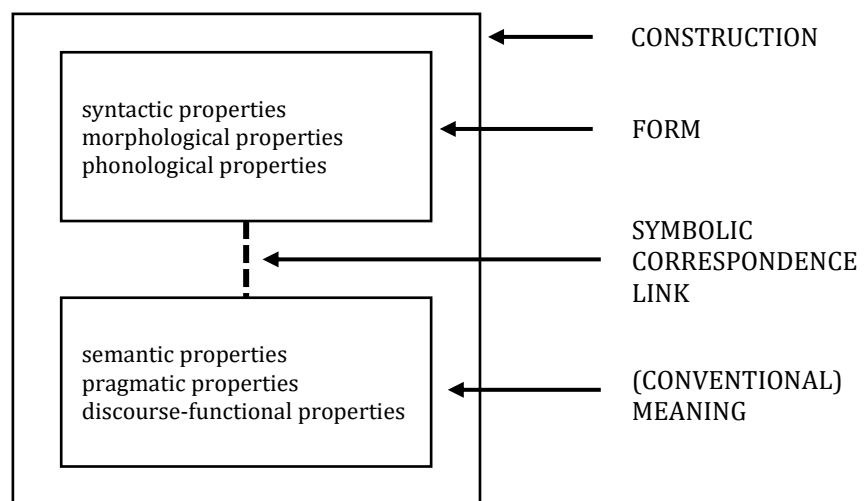 CONSTRUCTION
syntactic properties
morphological properties
phonological properties
FORM
SYMBOLIC
CORRESPONDENCE
LINK
semantic properties
pragmatic properties
discourse-functional properties
(CONVENTIONAL)
MEANING